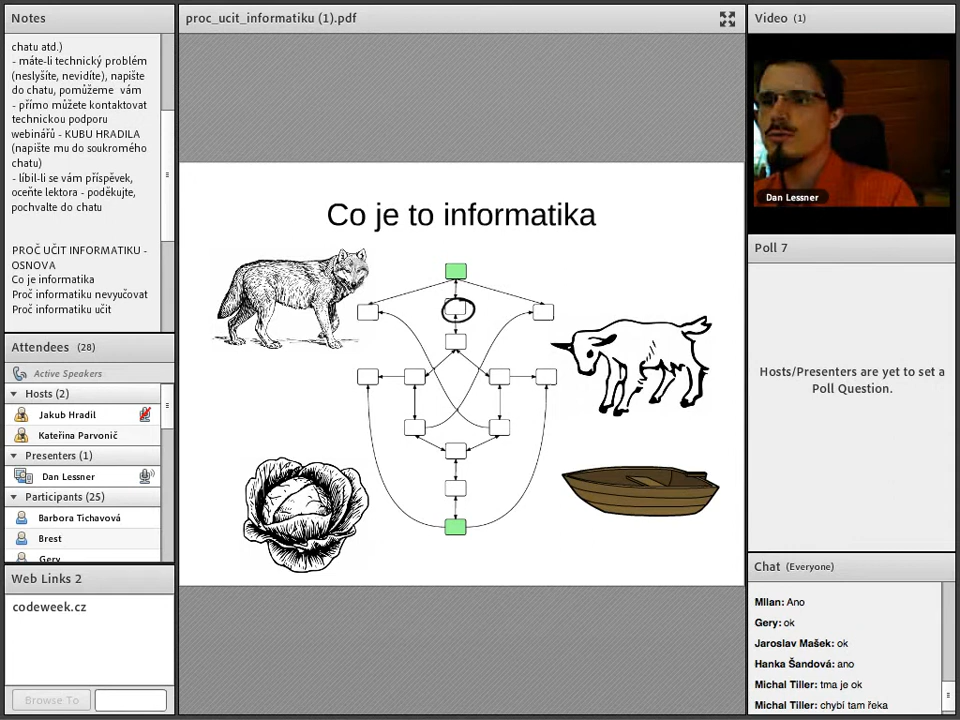 Notes
chatu atd.)
- máte-li technický problém
(neslyšíte, nevidíte), napište
do chatu, pomůžeme vám
- přímo můžete kontaktovat
technickou podporu
webinářů - KUBU HRADILA
(napište mu do soukromého
chatu)
- líbil-li se vám příspěvek,
oceňte lektora - poděkujte,
pochvalte do chatu
PROČ UČIT INFORMATIKU -
OSNOVA
Co je informatika
Proč informatiku nevyučovat
Proč informatiku učit
Attendees (28)
Active Speakers
Hosts (2)
Jakub Hradil
Kateřina Parvonič
Presenters (1)
Dan Lessner
Participants (25)
Barbora Tichavová
Brest
Gery
Web Links 2
codeweek.cz
Browse To
proc_ucit_informatiku (1).pdf
Co je to informatika
Video (1)
Dan Lessner
Poll 7
Hosts/Presenters are yet to set a
Poll Question.
Chat (Everyone)
Milan: Ano
Gery: ok
Jaroslav Mašek: ok
Hanka Šandová: ano
Michal Tiller: tma je ok
Michal Tiller: chybí tam řeka